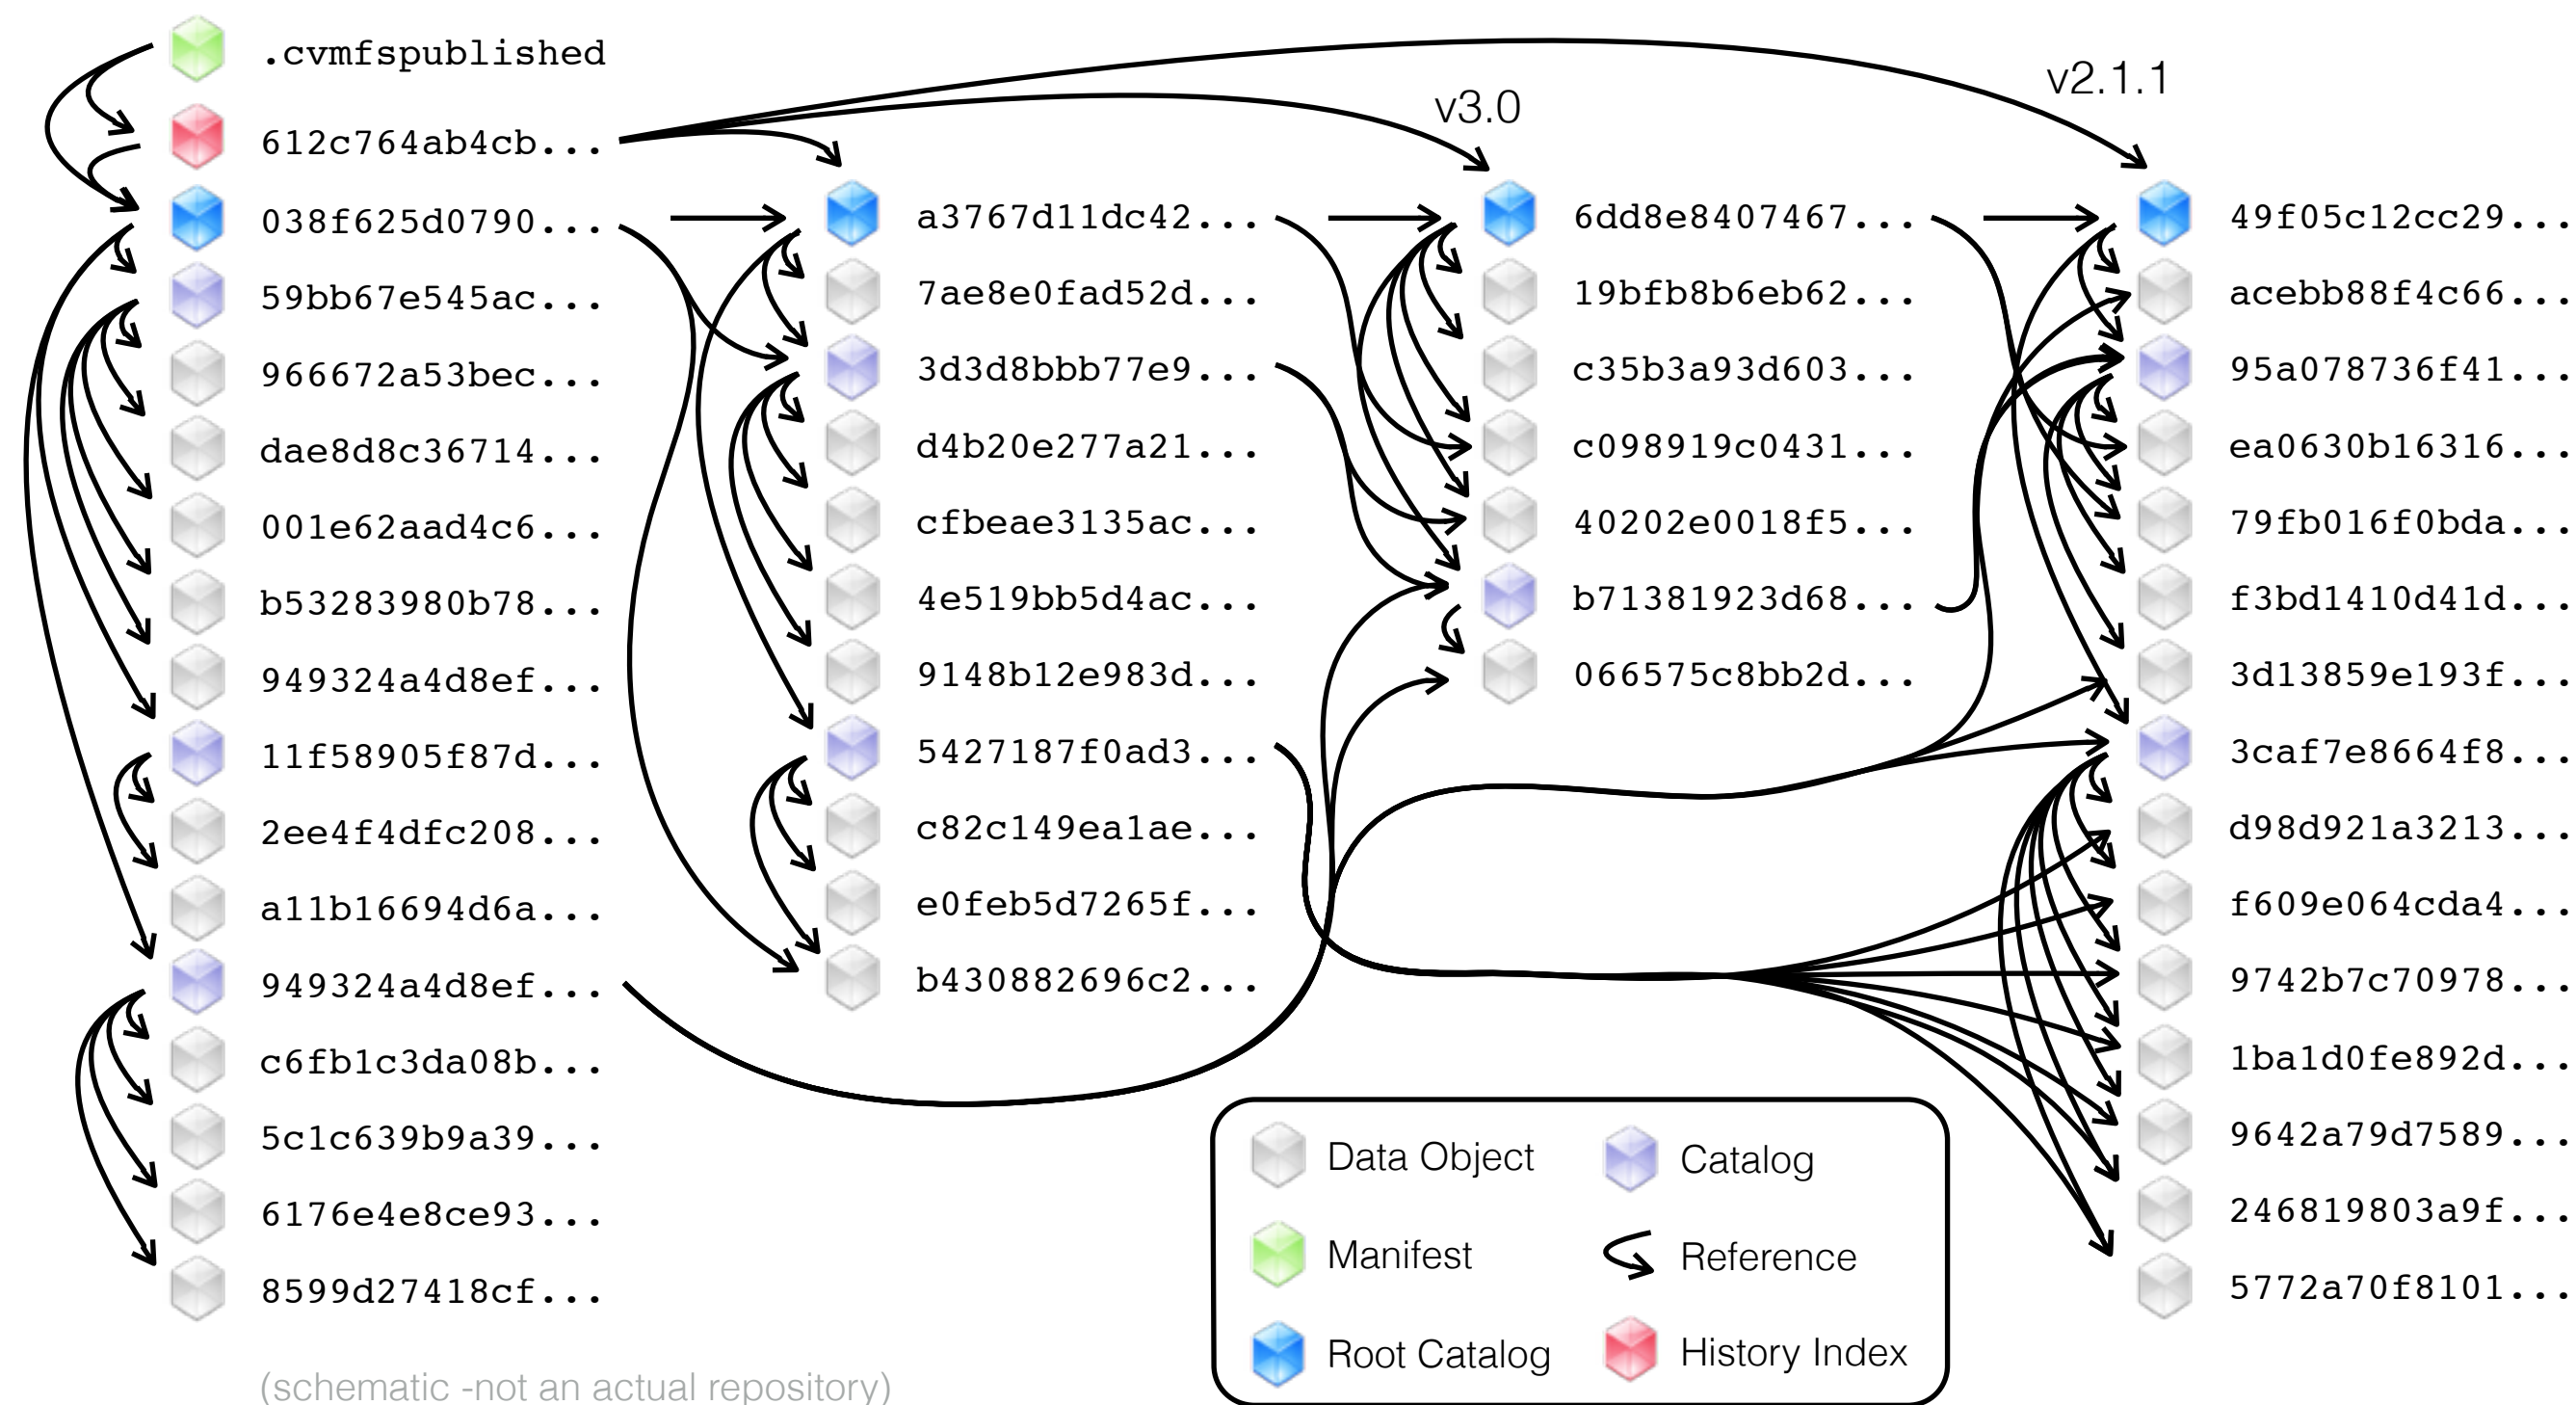 .cvmfspublished
612c764ab4cb...
038f625d0790...
59bb67e545ac...
966672a53bec...
dae8d8c36714...
001e62aad4c6...
b53283980b78...
949324a4d8ef...
11f58905f87d...
2ee4f4dfc208...
a11b16694d6a...
949324a4d8ef...
c6fb1c3da08b...
5c1c639b9a39...
6176e4e8ce93...
8599d27418cf...
(schematic -not an actual repository)
a3767d11dc42...
7ae8e0fad52d...
3d3d8bbb77e9...
d4b20e277a21...
cfbeae3135ac...
4e519bb5d4ac...
9148b12e983d...
5427187f0ad3...
c82c149ea1ae...
e0feb5d7265f...
b430882696c2...
v3.0
6dd8e8407467...
19bfb8b6eb62...
c35b3a93d603...
c098919c0431...
40202e0018f5...
b71381923d68...
066575c8bb2d...
v2.1.1
49f05c12cc29...
acebb88f4c66...
95a078736f41...
ea0630b16316...
79fb016f0bda...
f3bd1410d41d...
3d13859e193f...
3caf7e8664f8...
d98d921a3213...
f609e064cda4...
9742b7c70978...
1ba1d0fe892d...
9642a79d7589...
246819803a9f...
5772a70f8101...
Data Object
Catalog
Manifest
Reference
Root Catalog
History Index